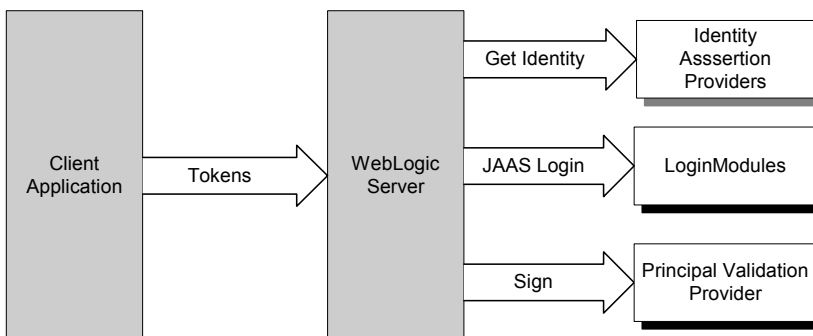 Client
Application
Tokens
WebLogic
Server
Get Identity
Identity
Asssertion
Providers
JAAS Login
LoginModules
Sign
Principal Validation
Provider